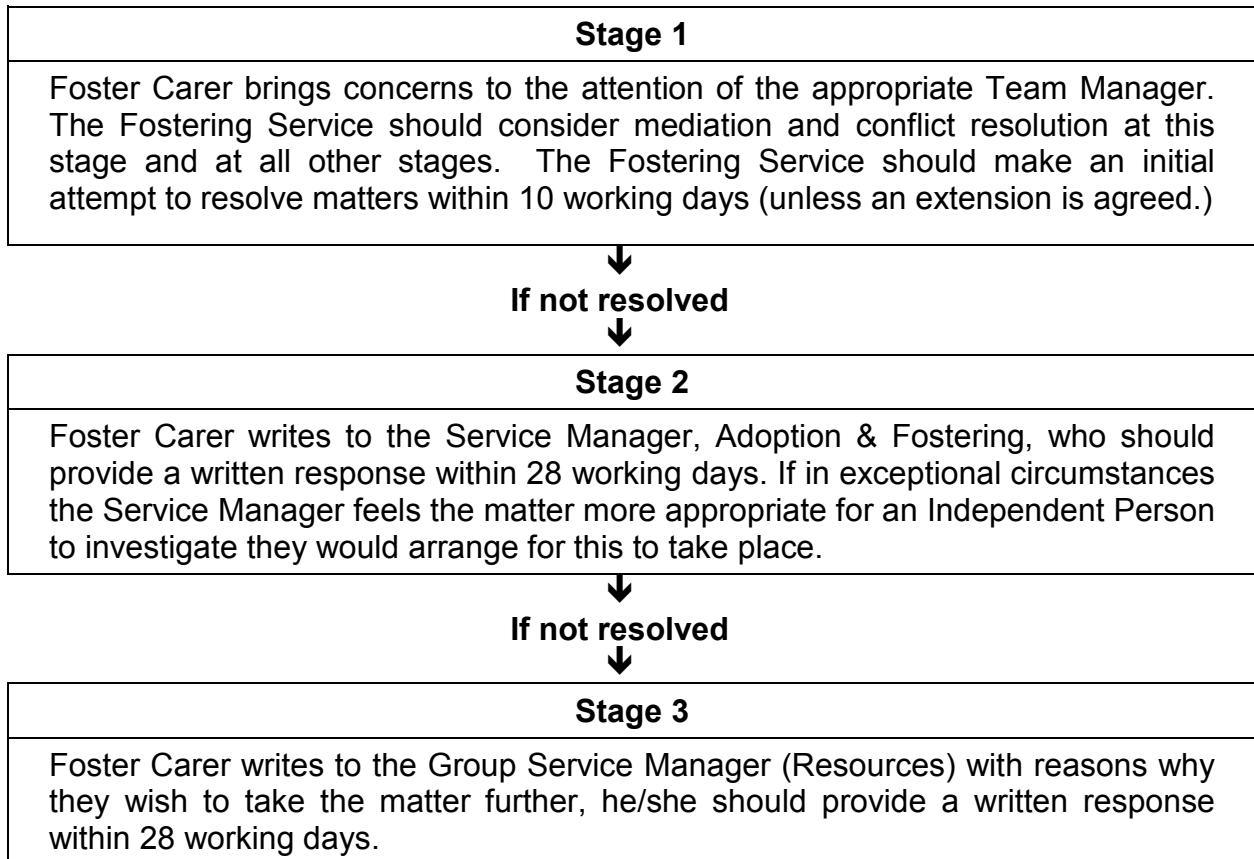 Stage 1
Foster Carer brings concerns to the attention of the appropriate Team Manager.
The Fostering Service should consider mediation and conflict resolution at this
stage and at all other stages. The Fostering Service should make an initial
attempt to resolve matters within 10 working days (unless an extension is agreed.)
If not resolved
Stage 2
Foster Carer writes to the Service Manager, Adoption & Fostering, who should
provide a written response within 28 working days. If in exceptional circumstances
the Service Manager feels the matter more appropriate for an Independent Person
to investigate they would arrange for this to take place.
If not resolved
Stage 3
Foster Carer writes to the Group Service Manager (Resources) with reasons why
they wish to take the matter further, he/she should provide a written response
within 28 working days.